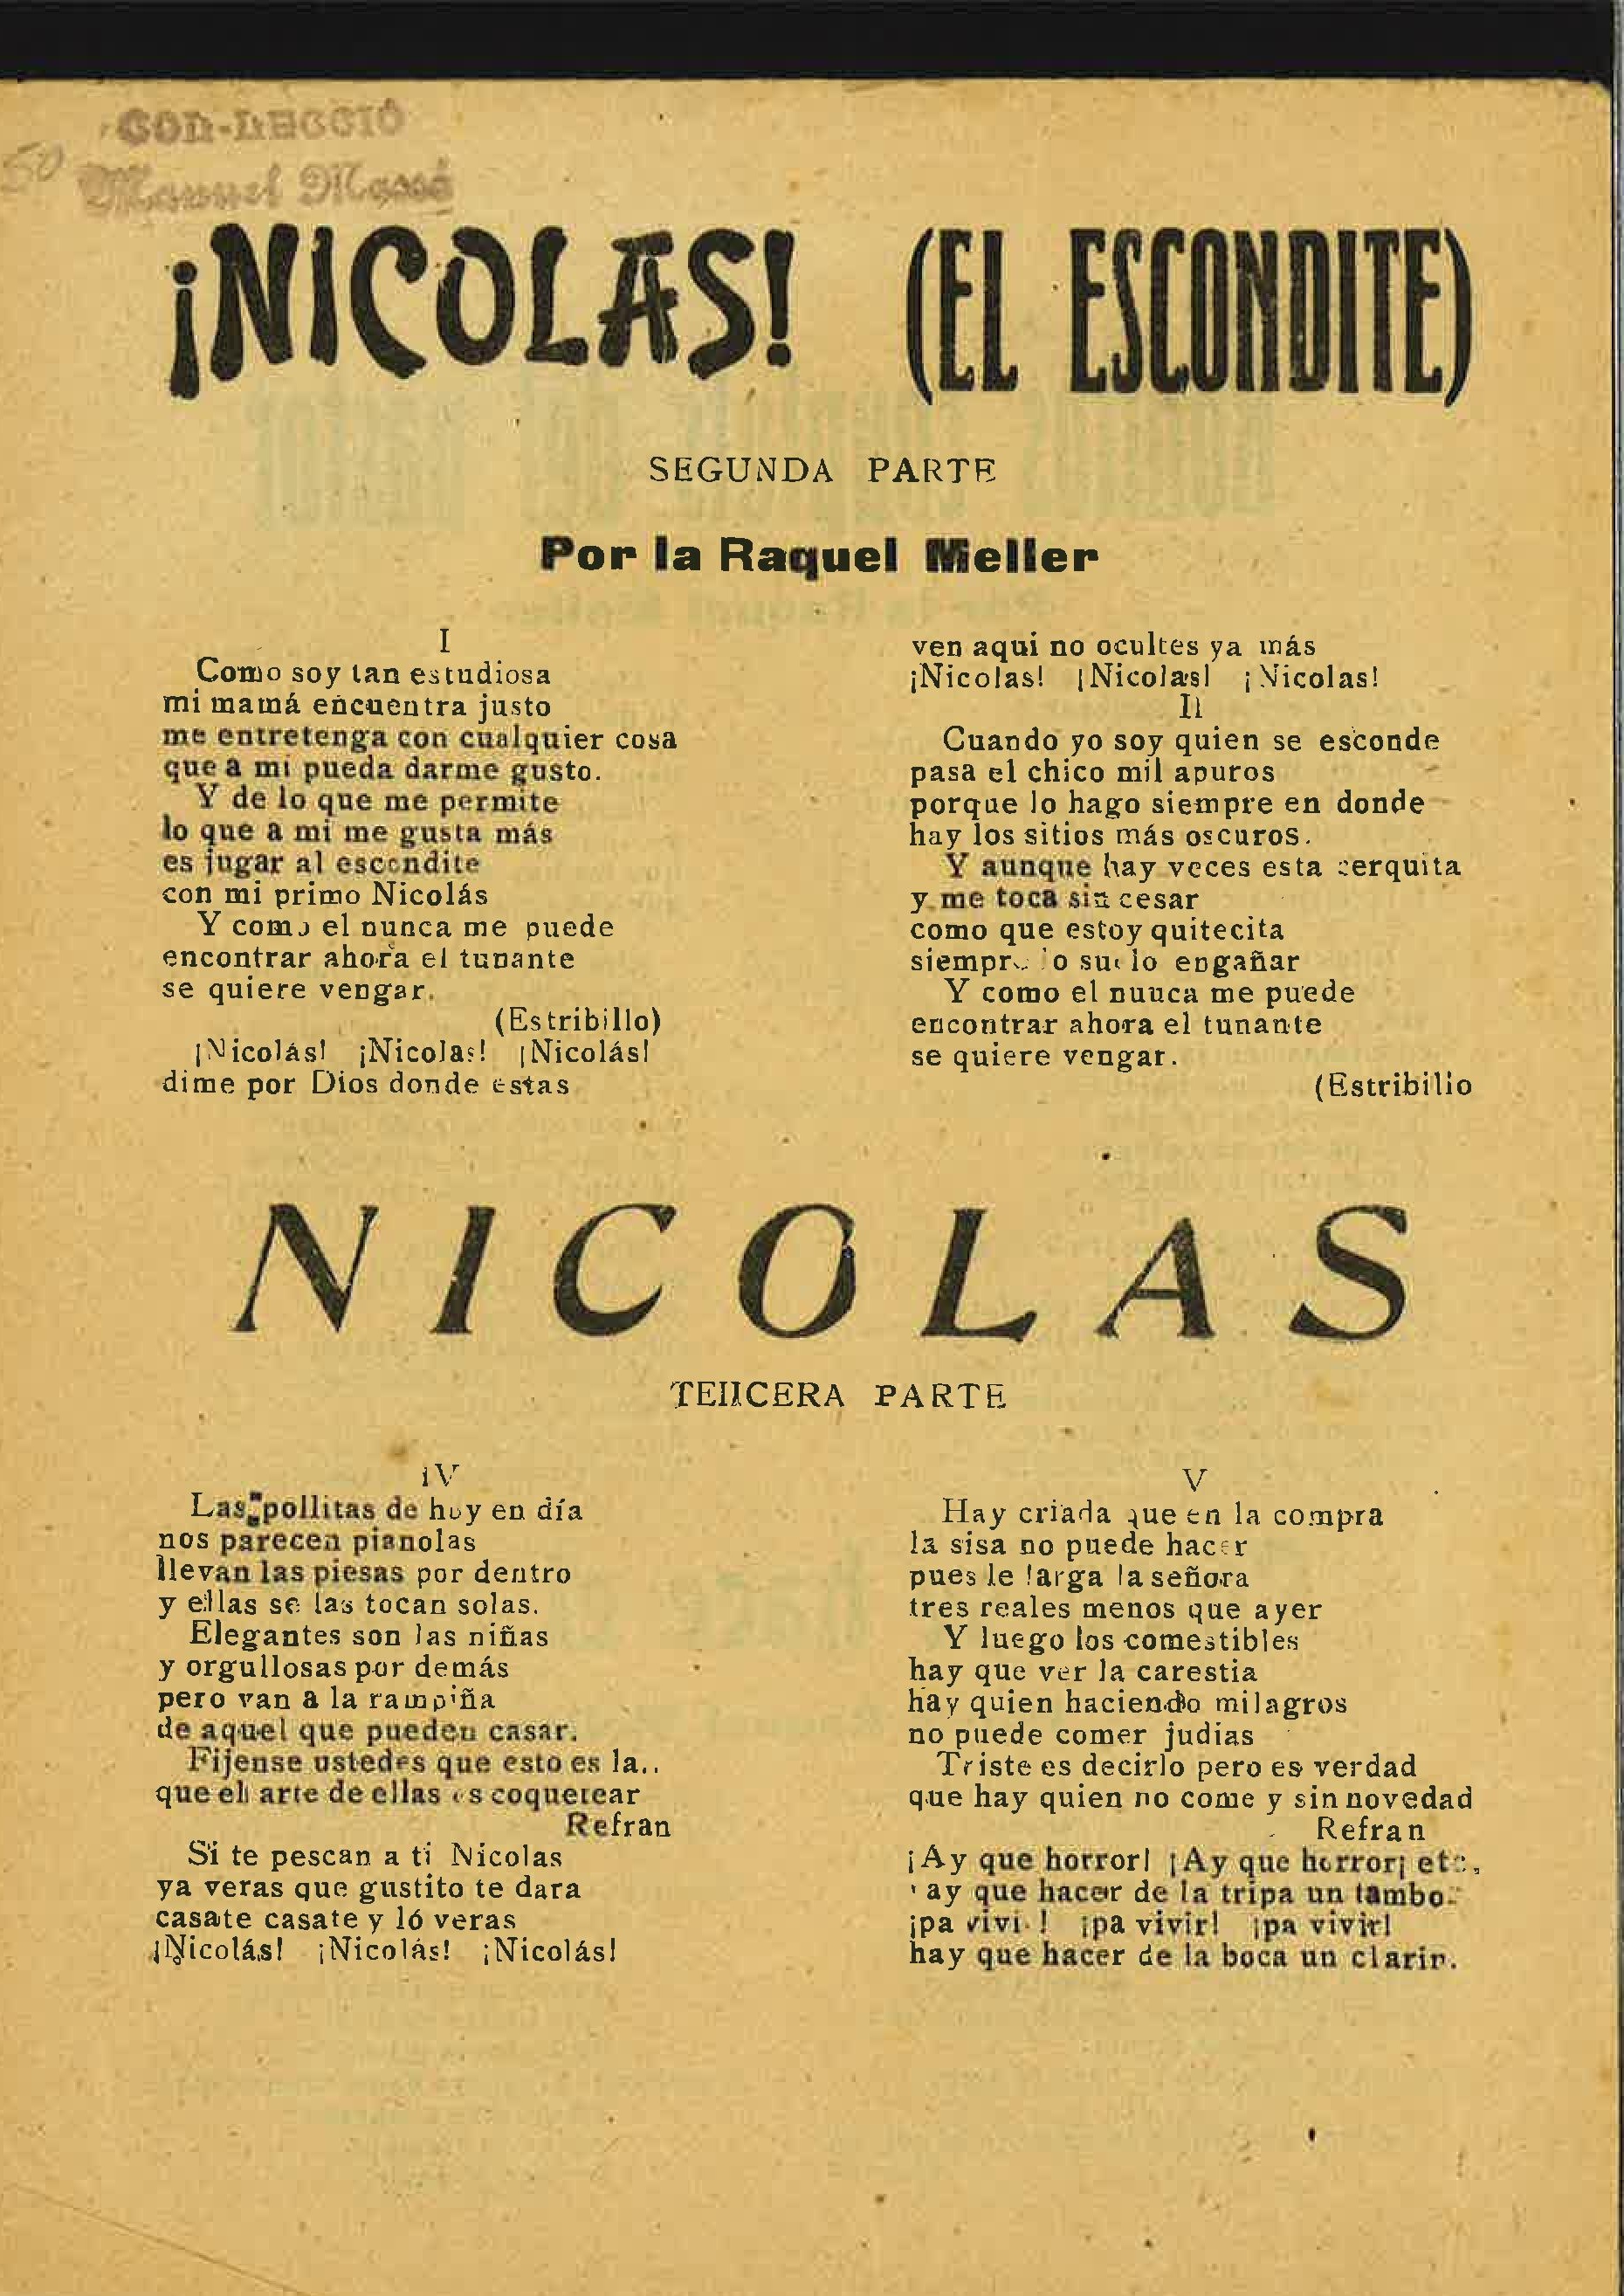 COL-LECCIÓ
Manuel Massó
50
¡NICOLAS! (EL ESCONDITE)
SEGUNDA PARTE
Por la Raquel Meller
I
Como soy tan estudiosa
mi mamá encuentra justo
me entretenga con cualquier cosa
que a mi pueda darme gusto.
Y de lo que me permite
lo que a mi me gusta más
es jugar al escondite
con mi primo Nicolás
Y como el nunca me puede
encontrar ahora el tunante
se quiere vengar.
(Estribillo)
¡Nicolás! ¡Nicolas! ¡Nicolás!
dime por Dios donde estas
ven aqui no ocultes ya más
¡Nicolas! ¡Nicolas! ¡Nicolas!
II
Cuando yo soy quien se esconde
pasa el chico mil apuros
porque lo hago siempre en donde
hay los sitios más oscuros.
Y aunque hay veces esta cerquita
y me toca sin cesar
como que estoy quitecita
siempre lo suelo engañar
Y como el nuuca me puede
encontrar ahora el tunante
se quiere vengar.
(Estribilio
NICOLAS
TERCERA PARTE
IV
Las pollitas de hoy en día
nos parecen pianolas
llevan las piesas por dentro
y ellas se las tocan solas.
Elegantes son las niñas
y orgullosas por demás
pero van a la rampiña
de aquel que pueden casar.
Fijense ustedes que esto es la..
que el arte de ellas es coquetear
Refran
Si te pescan a ti Nicolas
ya veras que gustito te dara
casate casate y ló veras
¡Nicolás! ¡Nicolás! ¡Nicolás!
V
Hay criada que en la compra
la sisa no puede hacer
pues le larga la señora
tres reales menos que ayer
Y luego los comestibles
hay que ver la carestia
hay quien haciendo milagros
no puede comer judias
Triste es decirlo pero es verdad
que hay quien no come y sin novedad
Refran
¡Ay que horror! ¡Ay que horror¡ etc,
ay que hacer de la tripa un tambo
¡pa vivi ! ¡pa vivir! ¡pa vivir!
hay que hacer de la boca un clarin.